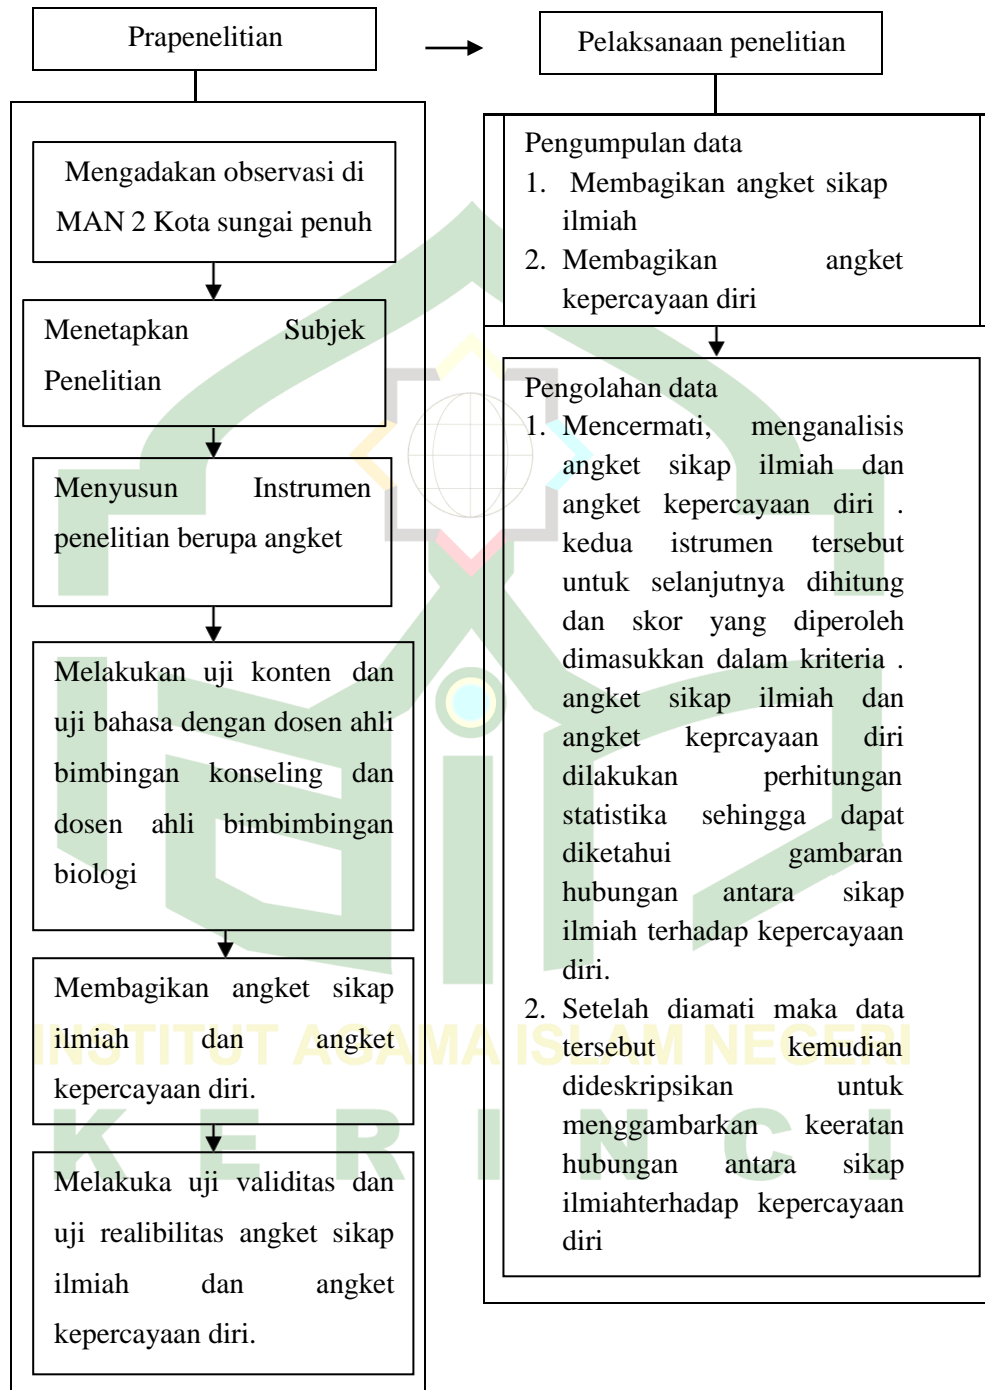 Prapenelitian
Mengadakan observasi di
MAN 2 Kota sungai penuh
Menetapkan Subjek
Penelitian
Menyusun Instrumen
penelitian berupa angket
Melakukan uji konten dan
uji bahasa dengan dosen ahli
bimbingan konseling dan
dosen ahli bimbimbingan
biologi
Membagikan angket sikap
ilmiah dan angket
kepercayaan diri.
Melakuka uji validitas dan
uji realibilitas angket sikap
ilmiah dan angket
kepercayaan diri.
Pelaksanaan penelitian
Pengumpulan data
1. Membagikan angket sikap
ilmiah
2. Membagikan angket
kepercayaan diri
Pengolahan data
1. Mencermati, menganalisis
angket sikap ilmiah dan
angket kepercayaan diri .
kedua istrumen tersebut
untuk selanjutnya dihitung
dan skor yang diperoleh
dimasukkan dalam kriteria .
angket sikap ilmiah dan
angket keprcayaan diri
dilakukan perhitungan
statistika sehingga dapat
diketahui gambaran
hubungan antara sikap
ilmiah terhadap kepercayaan
diri.
2. Setelah diamati maka data
tersebut kemudian
dideskripsikan untuk
menggambarkan keeratan
hubungan antara sikap
ilmiahterhadap kepercayaan
diri
INSTITUT AGAMA ISLAM NEGERI
KERINCI